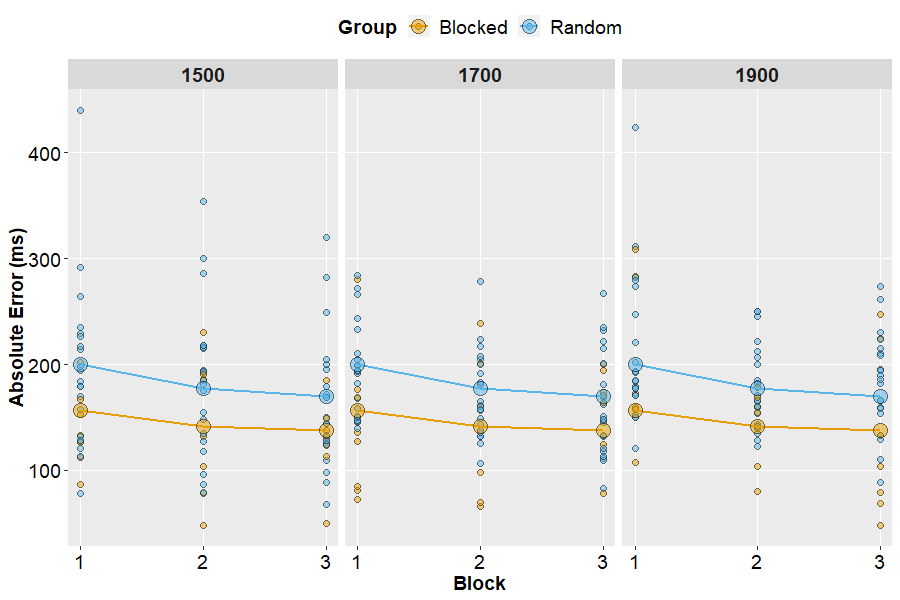 Group Blocked Random
1500 1700 1900
400
300
200
100
Absolute Error (ms)
1 2 3 1 2 3 1 2 3
Block